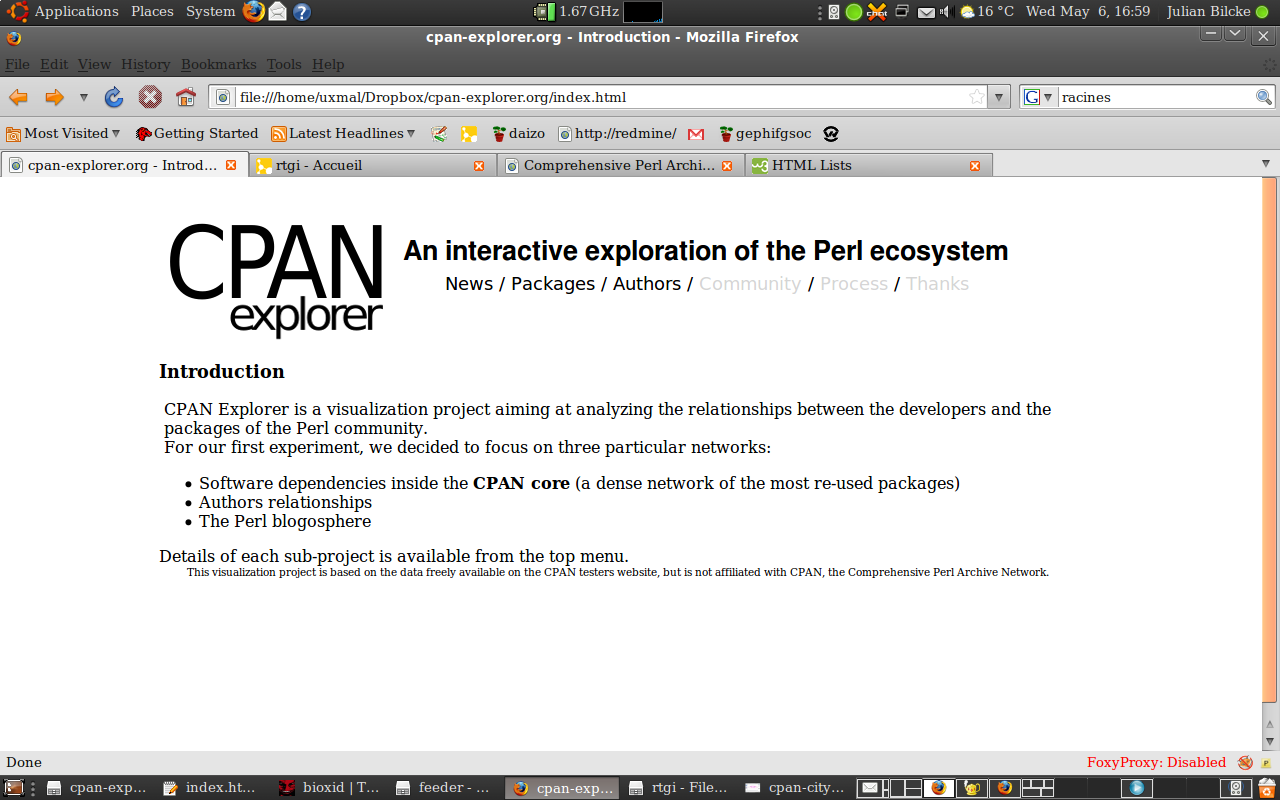 Applications Places System 1.67 GHz 16 °C Wed May 6, 16:59 Julian Bilcke
cpan-explorer.org - Introduction - Mozilla Firefox
File Edit View History Bookmarks Tools Help
file:///home/uxmal/Dropbox/cpan-explorer.org/index.html G racines
Most Visited Getting Started Latest Headlines daizo http://redmine/ gephifgsoc
cpan-explorer.org - Introd... rtgi - Accueil Comprehensive Perl Archi... HTML Lists
CPAN
explorer
An interactive exploration of the Perl ecosystem
News / Packages / Authors / Community / Process / Thanks
Introduction
CPAN Explorer is a visualization project aiming at analyzing the relationships between the developers and the
packages of the Perl community.
For our first experiment, we decided to focus on three particular networks:
• Software dependencies inside the CPAN core (a dense network of the most re-used packages)
• Authors relationships
• The Perl blogosphere
Details of each sub-project is available from the top menu.
This visualization project is based on the data freely available on the CPAN testers website, but is not affiliated with CPAN, the Comprehensive Perl Archive Network.
Done FoxyProxy: Disabled
cpan-exp... index.ht... bioxid | T... feeder - ... cpan-exp... rtgi - File... cpan-city...